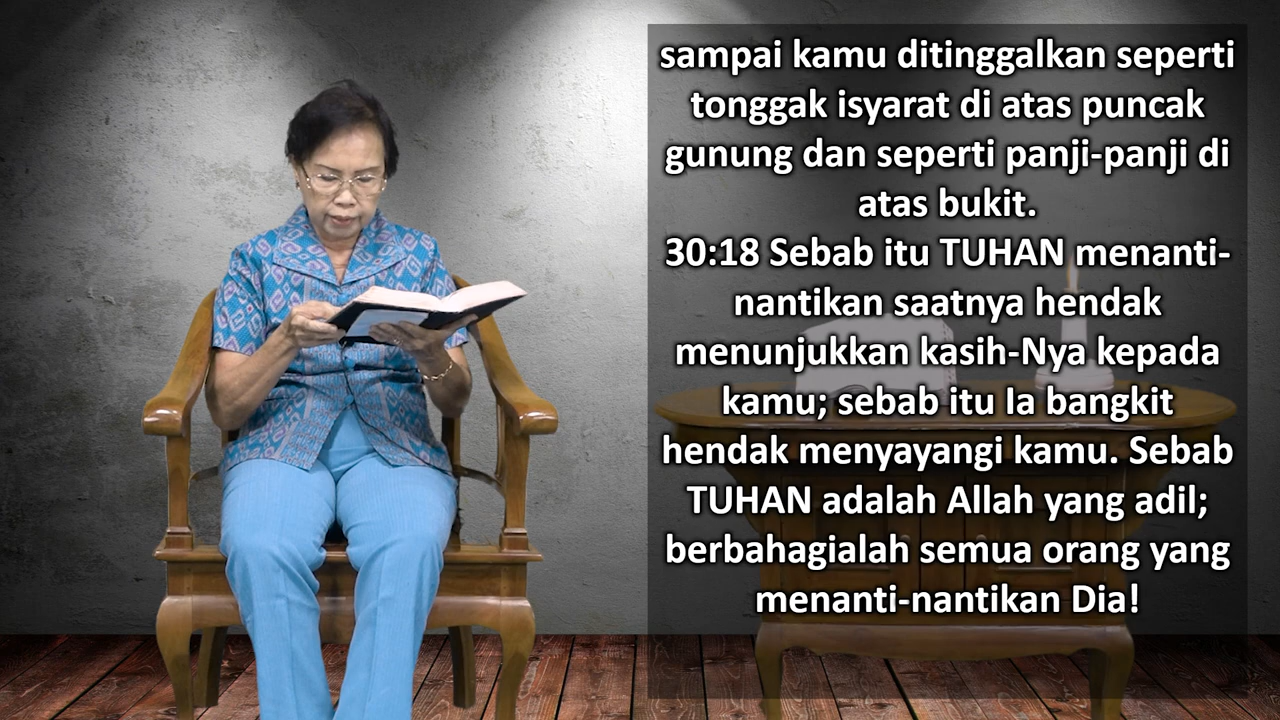 sampai kamu ditinggalkan seperti
tonggak isyarat di atas puncak
gunung dan seperti panji-panji di
atas bukit.
30:18 Sebab itu TUHAN menanti-
nantikan saatnya hendak
menunjukkan kasih-Nya kepada
kamu; sebab itu Ia bangkit
hendak menyayangi kamu. Sebab
TUHAN adalah Allah yang adil;
berbahagialah semua orang yang
menanti-nantikan Dia!